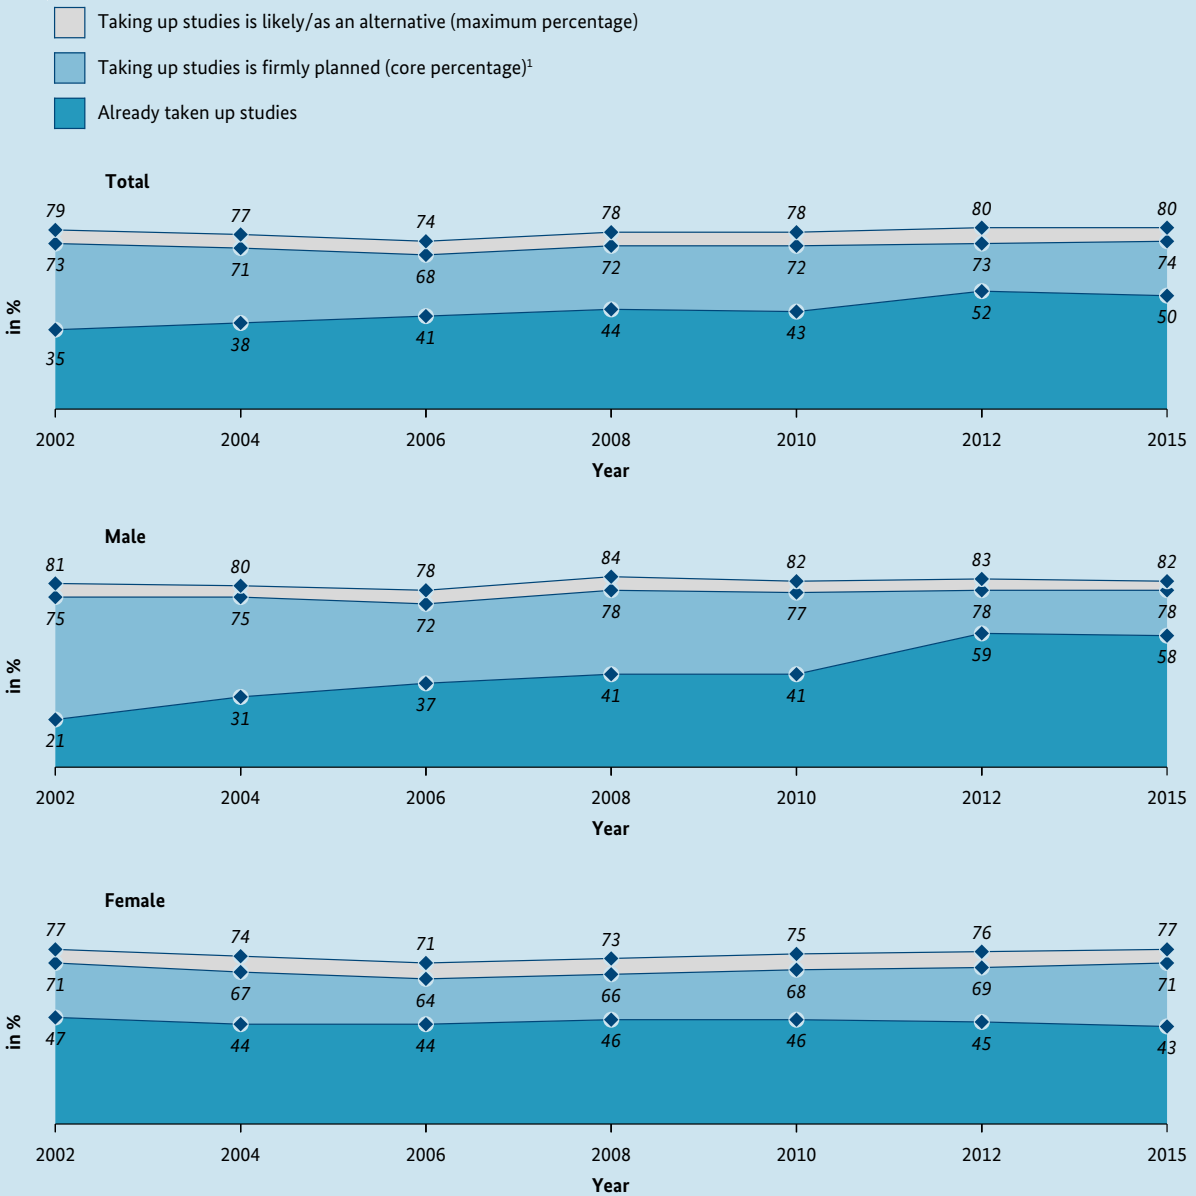 Taking up studies is likely/as an alternative (maximum percentage)
Taking up studies is firmly planned (core percentage)¹
Already taken up studies
Total
79 77 74 78 78 80 80
73 71 68 72 72 73 74
35 38 41 44 43 52 50
in %
2002 2004 2006 2008 2010 2012 2015
Year
Male
81 80 78 84 82 83 82
75 75 72 78 77 78 78
21 31 37 41 41 59 58
in %
2002 2004 2006 2008 2010 2012 2015
Year
Female
77 74 71 73 75 76 77
71 67 64 66 68 69 71
47 44 44 46 46 45 43
in %
2002 2004 2006 2008 2010 2012 2015
Year